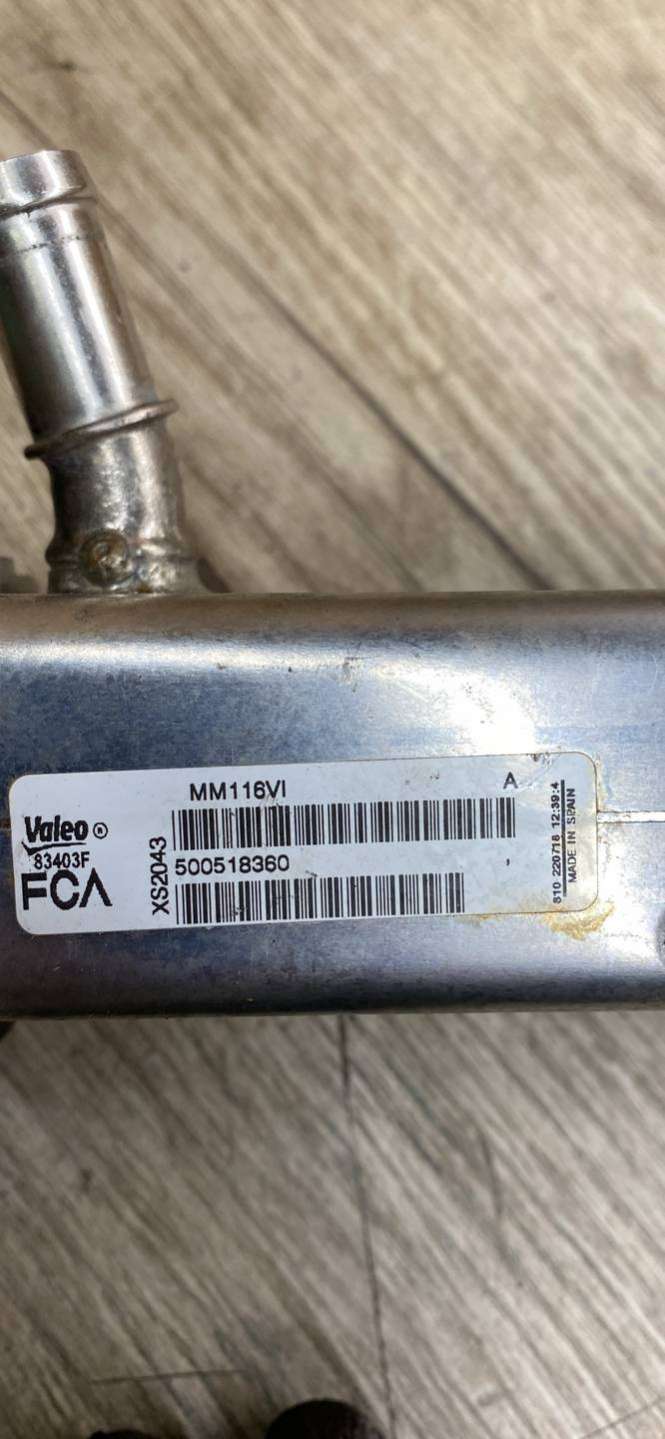 MM116VI
A
Valeo®
83403F
FCA
XS2043
500518360
810 220718 12:39:4
MADE IN SPAIN